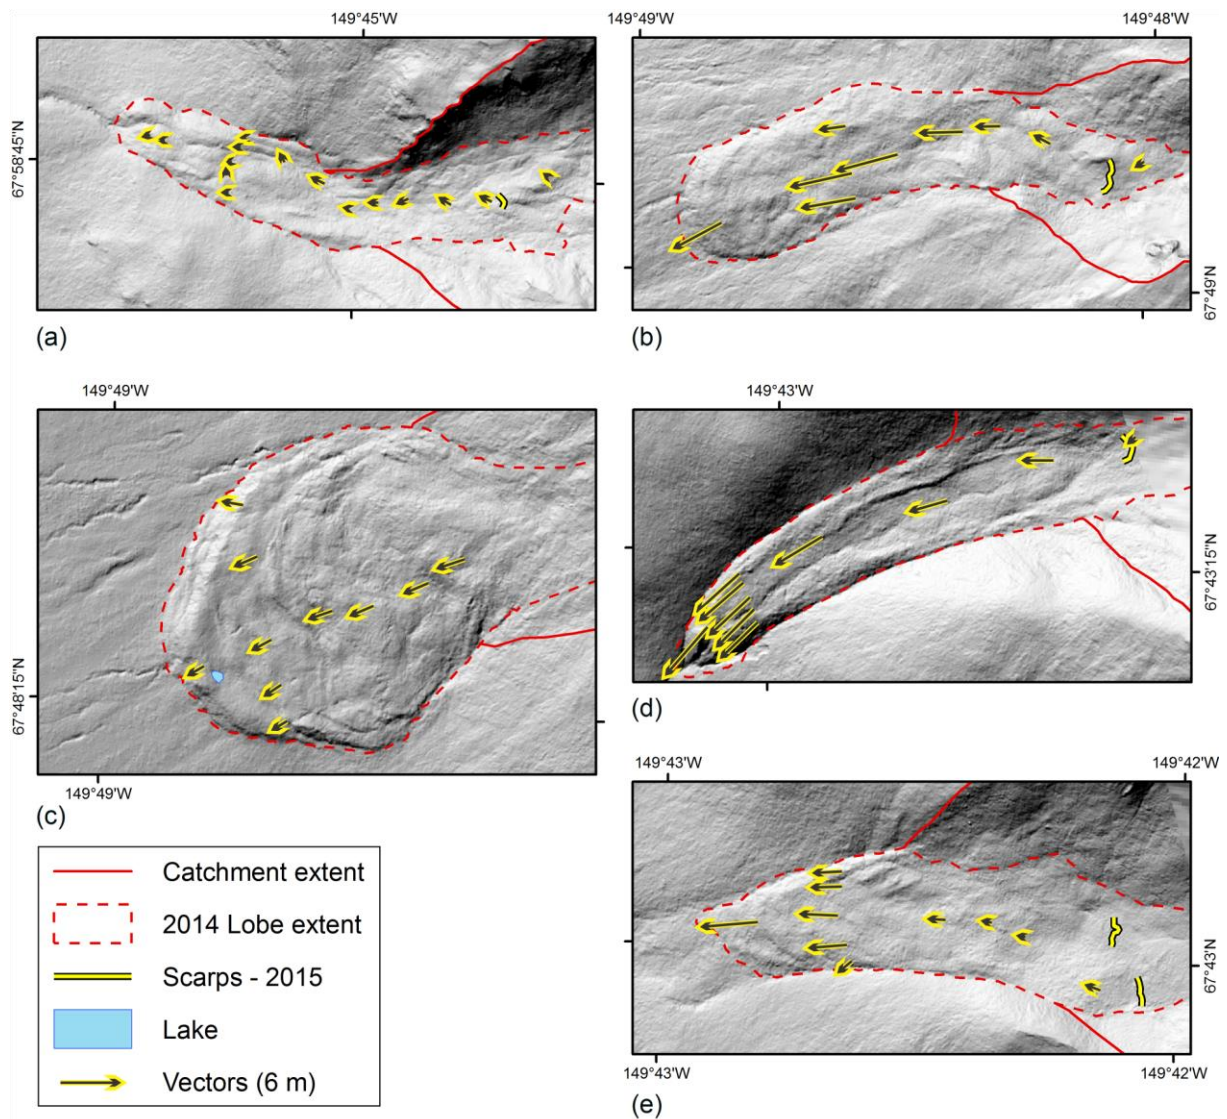 149°45'W
149°49'W
149°48'W
67°58'45"N
67°49'N
(a)
(b)
149°49'W
149°43'W
67°48'15"N
67°43'15"N
149°49'W
(c)
(d)
149°43'W
149°42'W
67°43'N
149°43'W
149°42'W
(e)
Catchment extent
2014 Lobe extent
Scarps - 2015
Lake
Vectors (6 m)